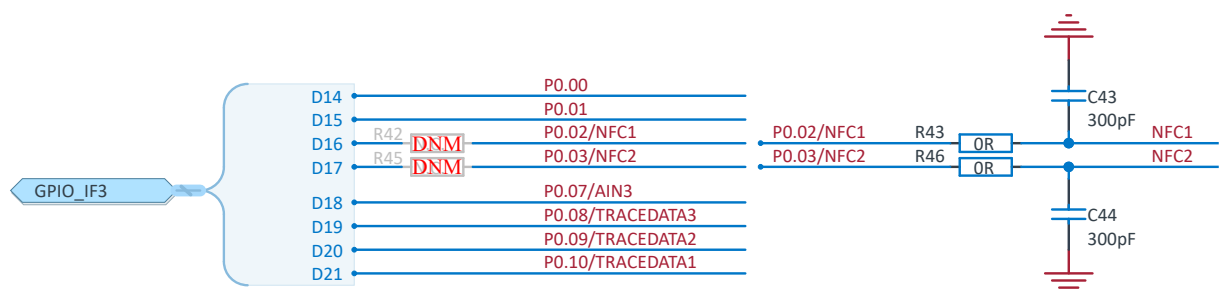 P0.00
D14
C43
P0.01
D15
300pF
R42
P0.02/NFC1
P0.02/NFC1
R43
NFC1
D16
DNM
0R
R45
P0.03/NFC2
P0.03/NFC2
R46
NFC2
D17
DNM
0R
GPIO_IF3
P0.07/AIN3
D18
C44
P0.08/TRACEDATA3
D19
300pF
P0.09/TRACEDATA2
D20
P0.10/TRACEDATA1
D21